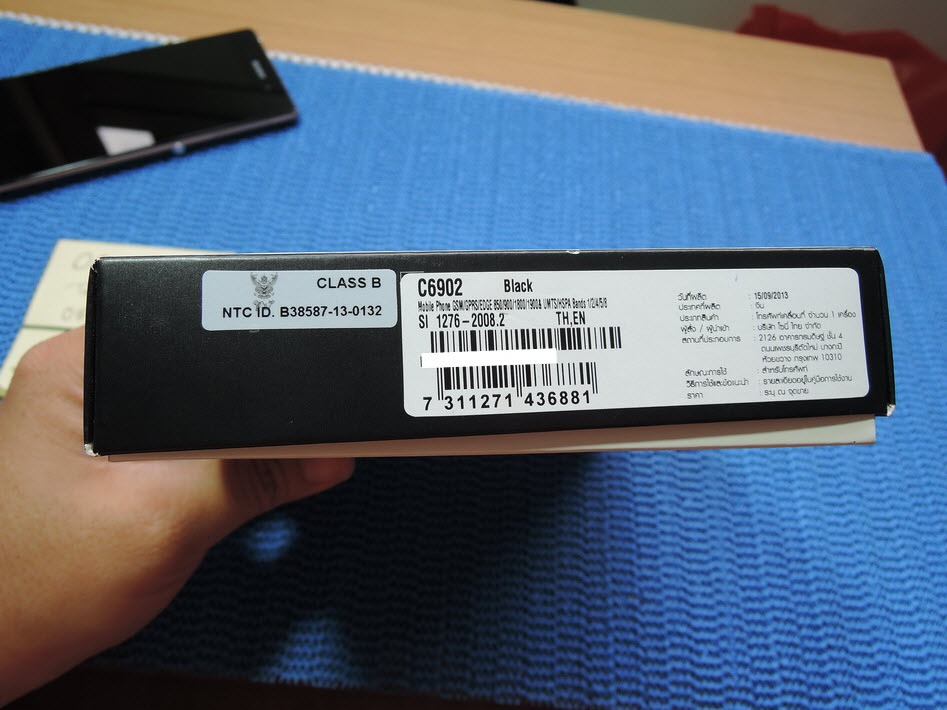 CLASS B
NTC ID. B38587-13-0132
C6902 Black
Mobile Phone GSM/GPRS/EDGE 850/900/1800/1900& UMTS/HSPA Bands 1/2/4/5/8
SI 1276-2008.2 TH,EN
7 311271 436881
วันที่ผลิต : 15/09/2013
ประเทศที่ผลิต : จีน
ประเภทสินค้า : โทรศัพท์เคลื่อนที่ จำนวน 1 เครื่อง
ผู้สั่ง / ผู้นำเข้า : บริษัท โซนี่ ไทย จำกัด
สถานที่ประกอบการ : 2126 อาคารกรมดิษฐ์ ชั้น 4
ถนนเพชรบุรีตัดใหม่ บางกะปิ
ห้วยขวาง กรุงเทพ 10310
ลักษณะการใช้ : สำหรับโทรศัพท์
วิธีการใช้และข้อแนะนำ : รายละเอียดอยู่ในคู่มือการใช้งาน
ราคา : ระบุ ณ จุดขาย